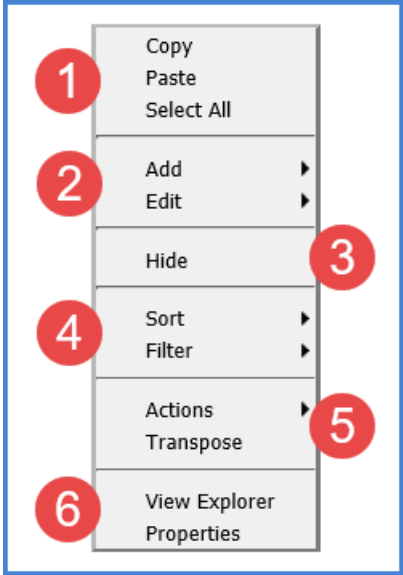 1
Copy
Paste
Select All
2
Add
Edit
3
Hide
4
Sort
Filter
5
Actions
Transpose
6
View Explorer
Properties